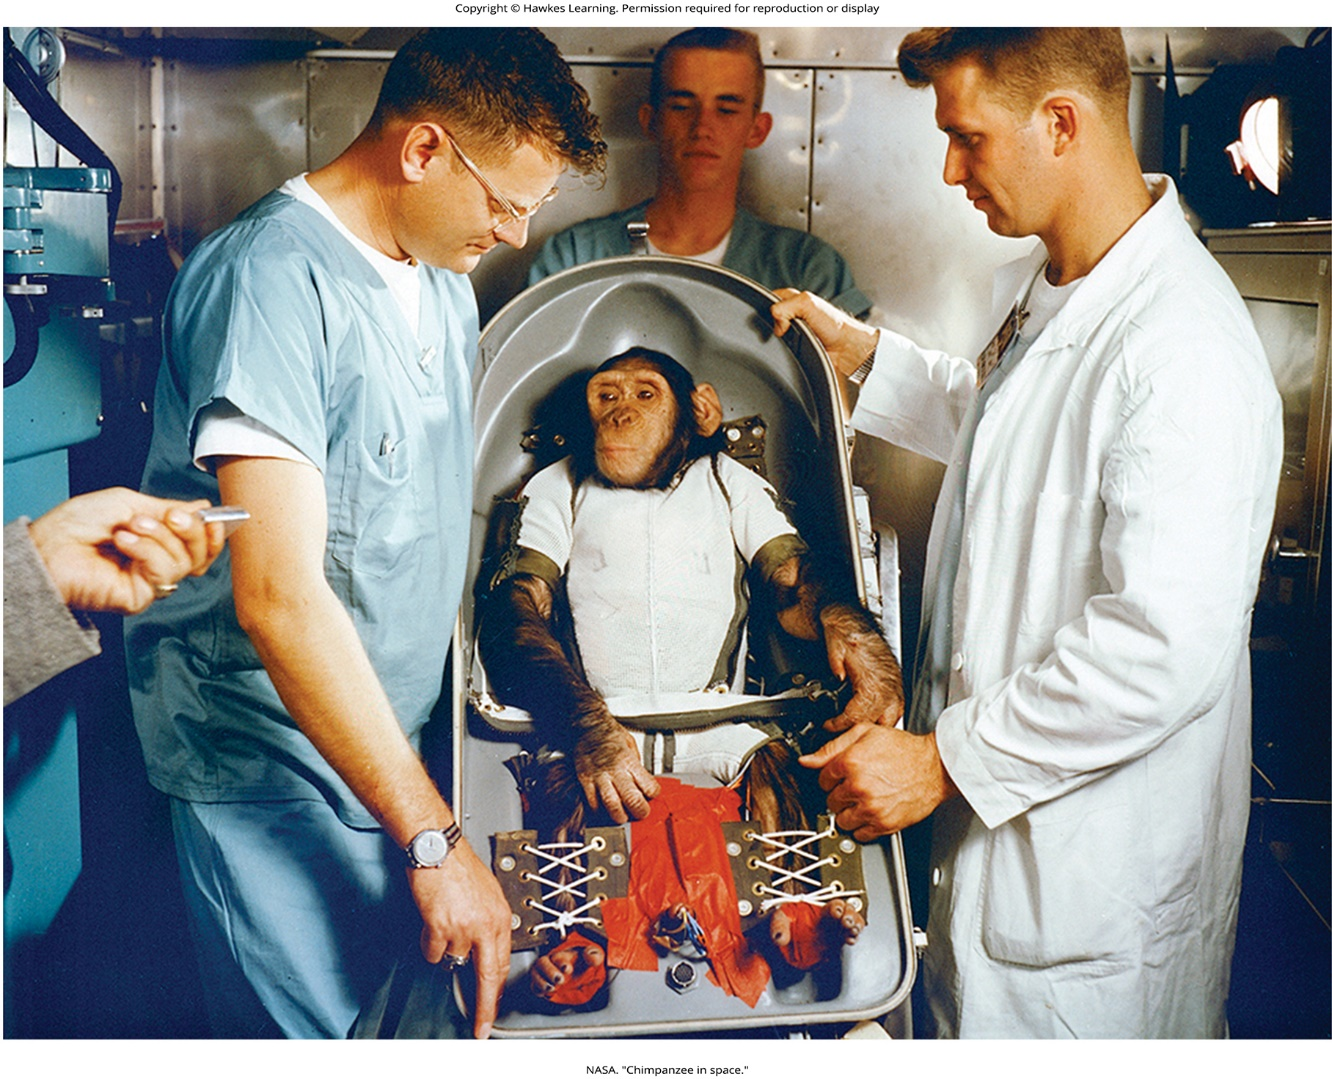 Copyright © Hawkes Learning. Permission required for reproduction or display
NASA. "Chimpanzee in space."